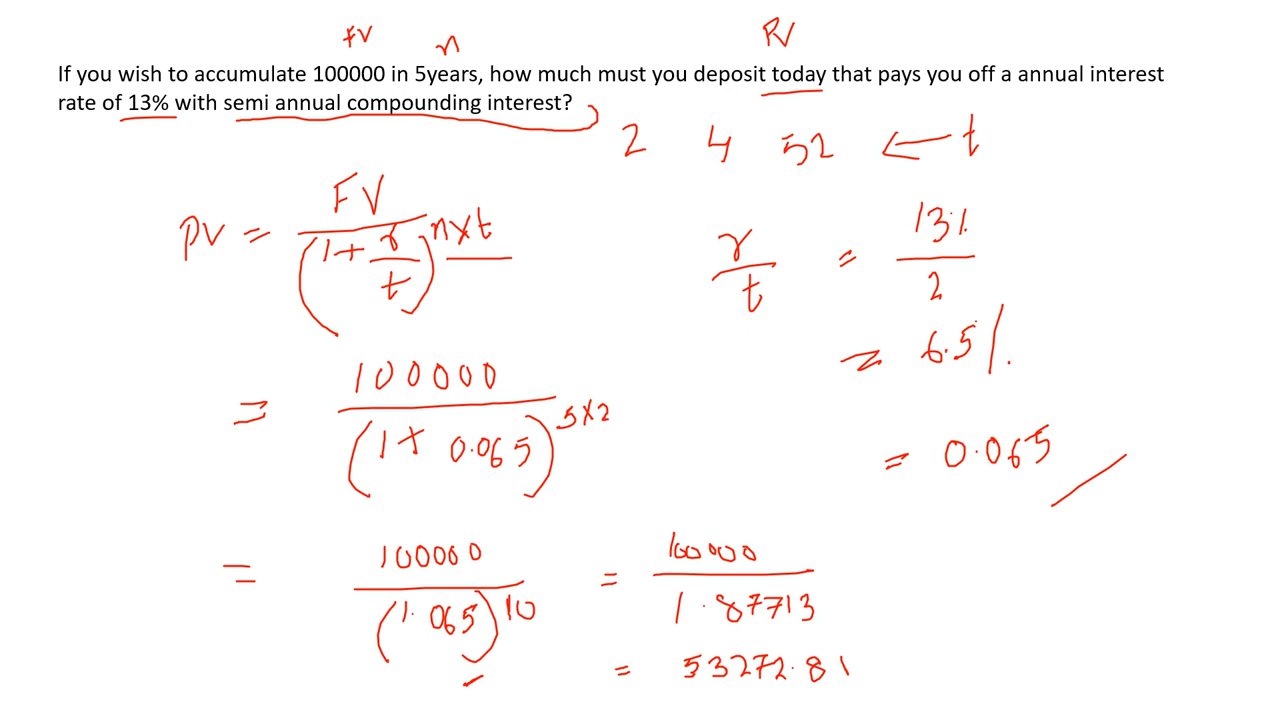 FV n PV
If you wish to accumulate 100000 in 5years, how much must you deposit today that pays you off a annual interest
rate of 13% with semi annual compounding interest?
2 4 52 ← t
PV = FV / (1 + r/t)^n×t
r/t = 13% / 2
= 6.5%
= 100000 / (1 + 0.065)^5×2
= 0.065
= 100000 / (1.065)^10 = 100000 / 1.87713
= 53272.81